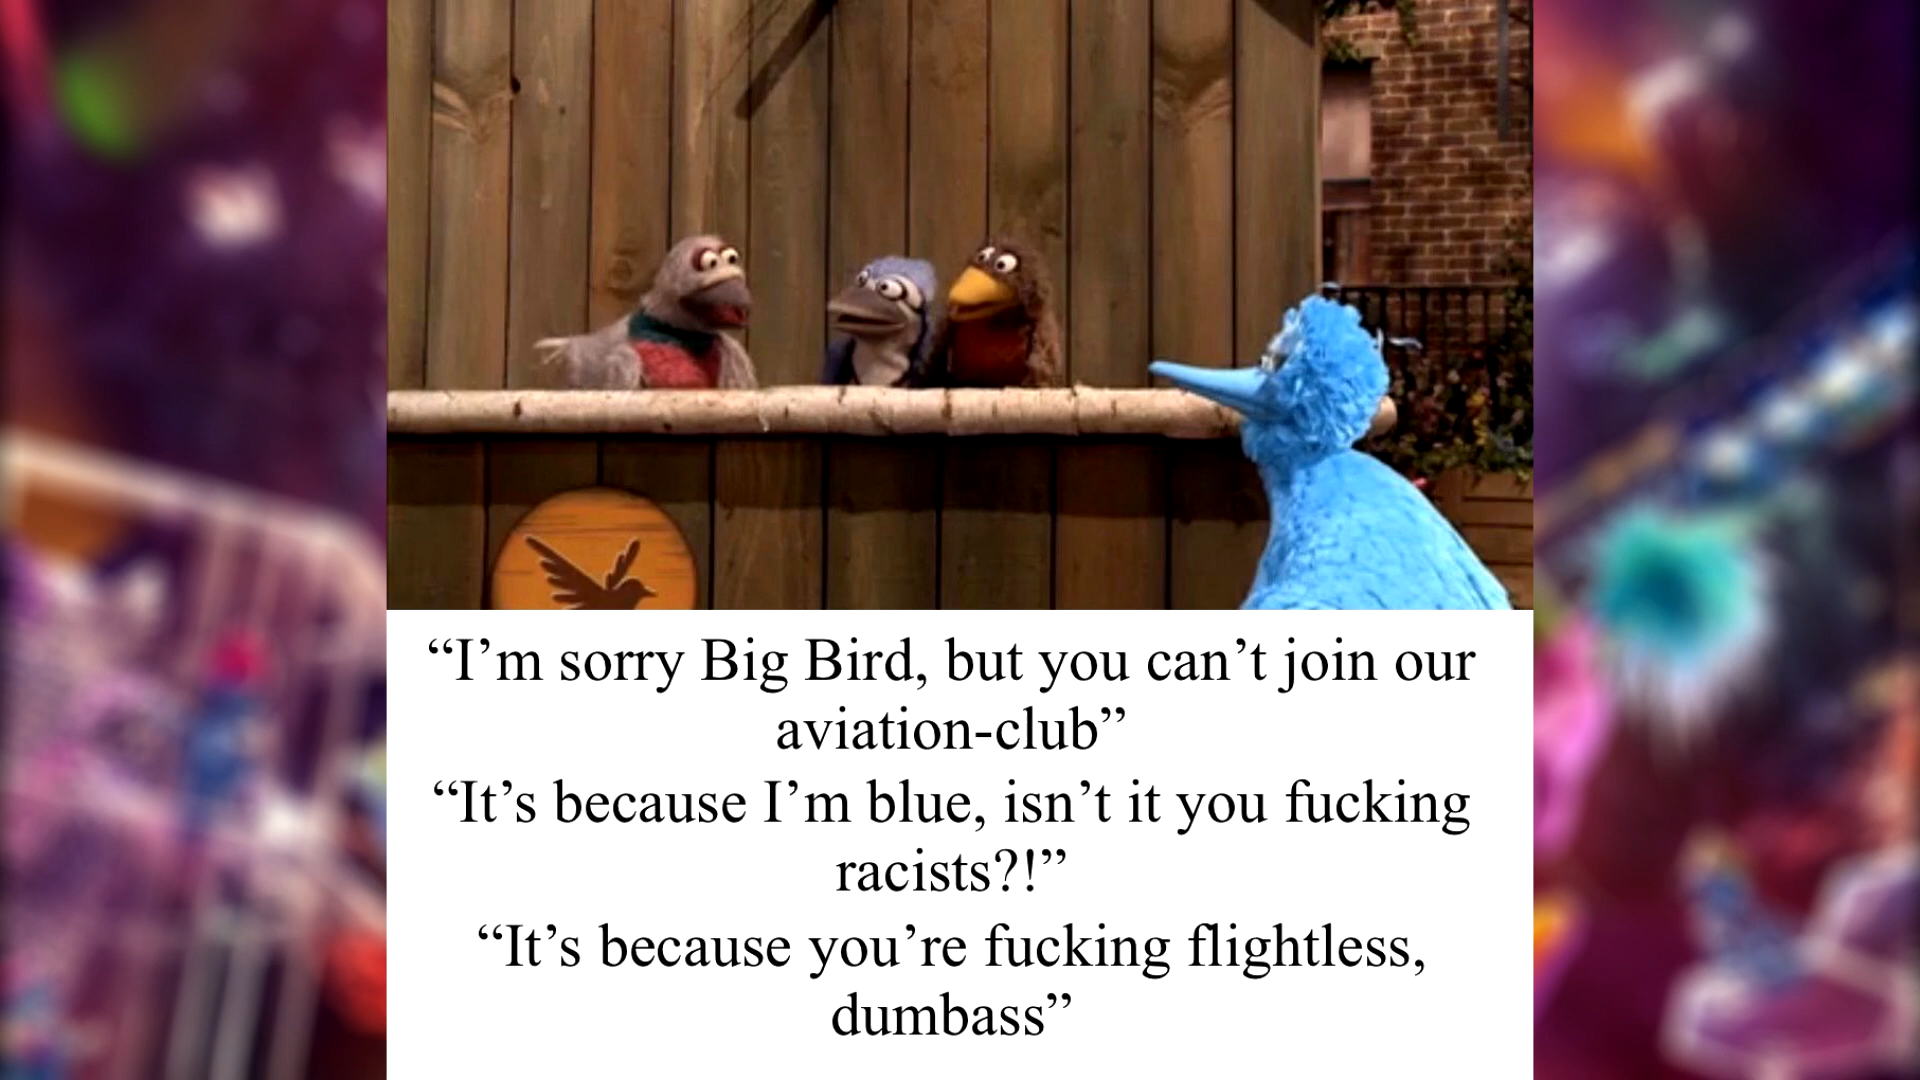 “I’m sorry Big Bird, but you can’t join our
aviation-club”
“It’s because I’m blue, isn’t it you fucking
racists?!”
“It’s because you’re fucking flightless,
dumbass”